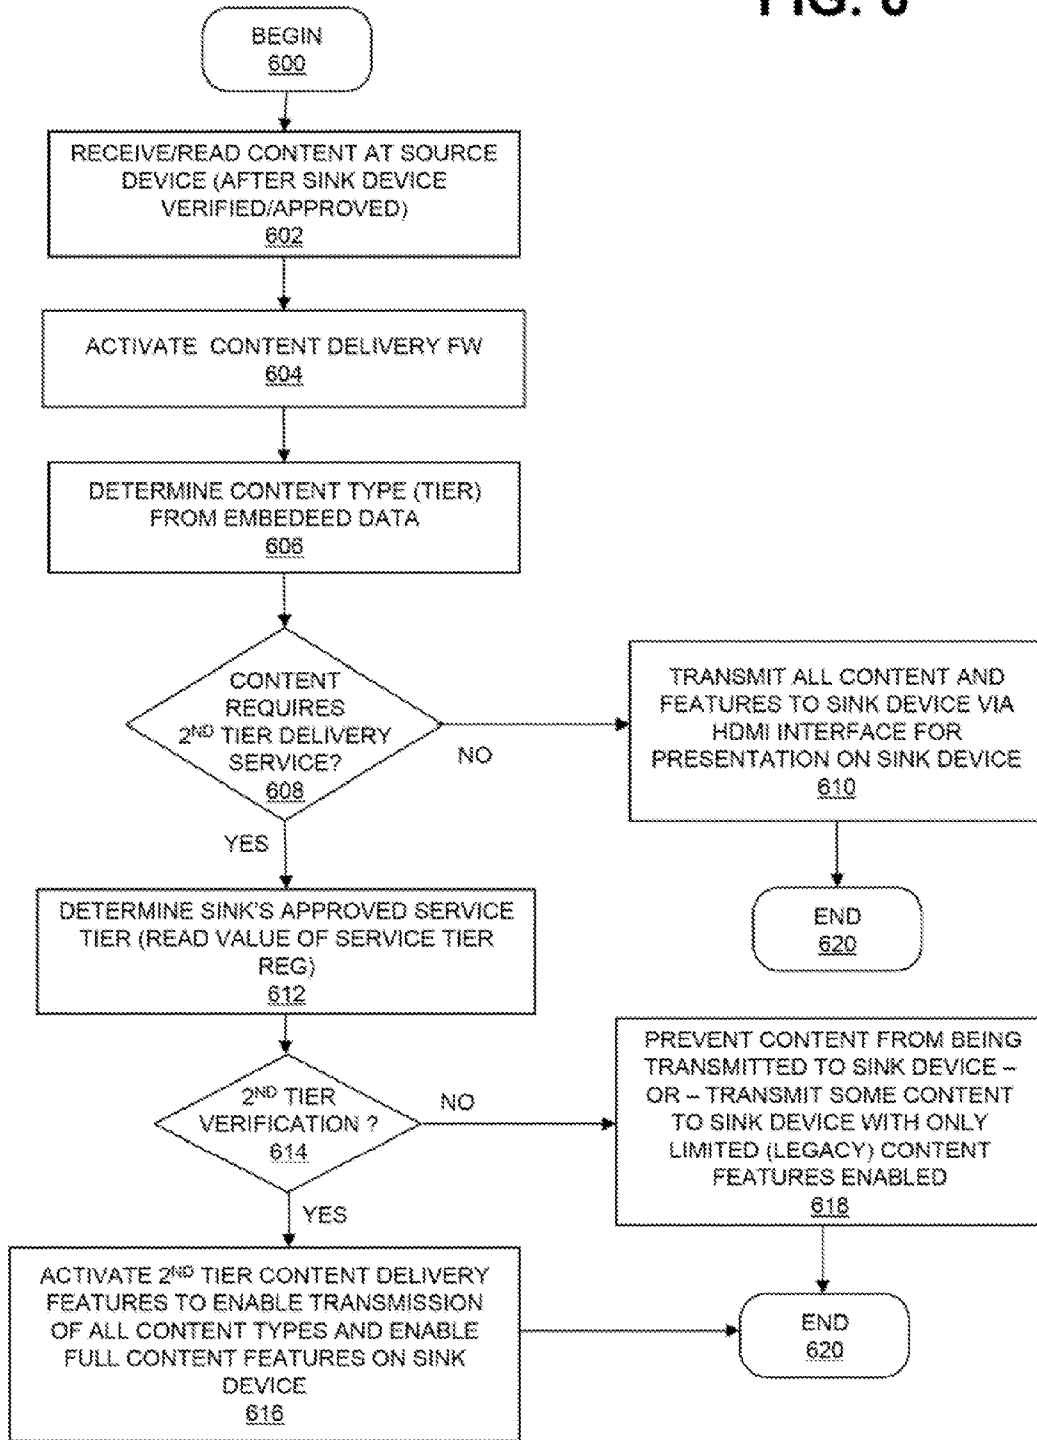 FIG. 6
BEGIN
600
RECEIVE/READ CONTENT AT SOURCE
DEVICE (AFTER SINK DEVICE
VERIFIED/APPROVED)
602
ACTIVATE CONTENT DELIVERY FW
604
DETERMINE CONTENT TYPE (TIER)
FROM EMBEDEED DATA
606
CONTENT
REQUIRES
2ND TIER DELIVERY
SERVICE?
608
NO
TRANSMIT ALL CONTENT AND
FEATURES TO SINK DEVICE VIA
HDMI INTERFACE FOR
PRESENTATION ON SINK DEVICE
610
YES
END
620
DETERMINE SINK'S APPROVED SERVICE
TIER (READ VALUE OF SERVICE TIER
REG)
612
2ND TIER
VERIFICATION ?
614
NO
PREVENT CONTENT FROM BEING
TRANSMITTED TO SINK DEVICE –
OR – TRANSMIT SOME CONTENT
TO SINK DEVICE WITH ONLY
LIMITED (LEGACY) CONTENT
FEATURES ENABLED
618
YES
ACTIVATE 2ND TIER CONTENT DELIVERY
FEATURES TO ENABLE TRANSMISSION
OF ALL CONTENT TYPES AND ENABLE
FULL CONTENT FEATURES ON SINK
DEVICE
616
END
620